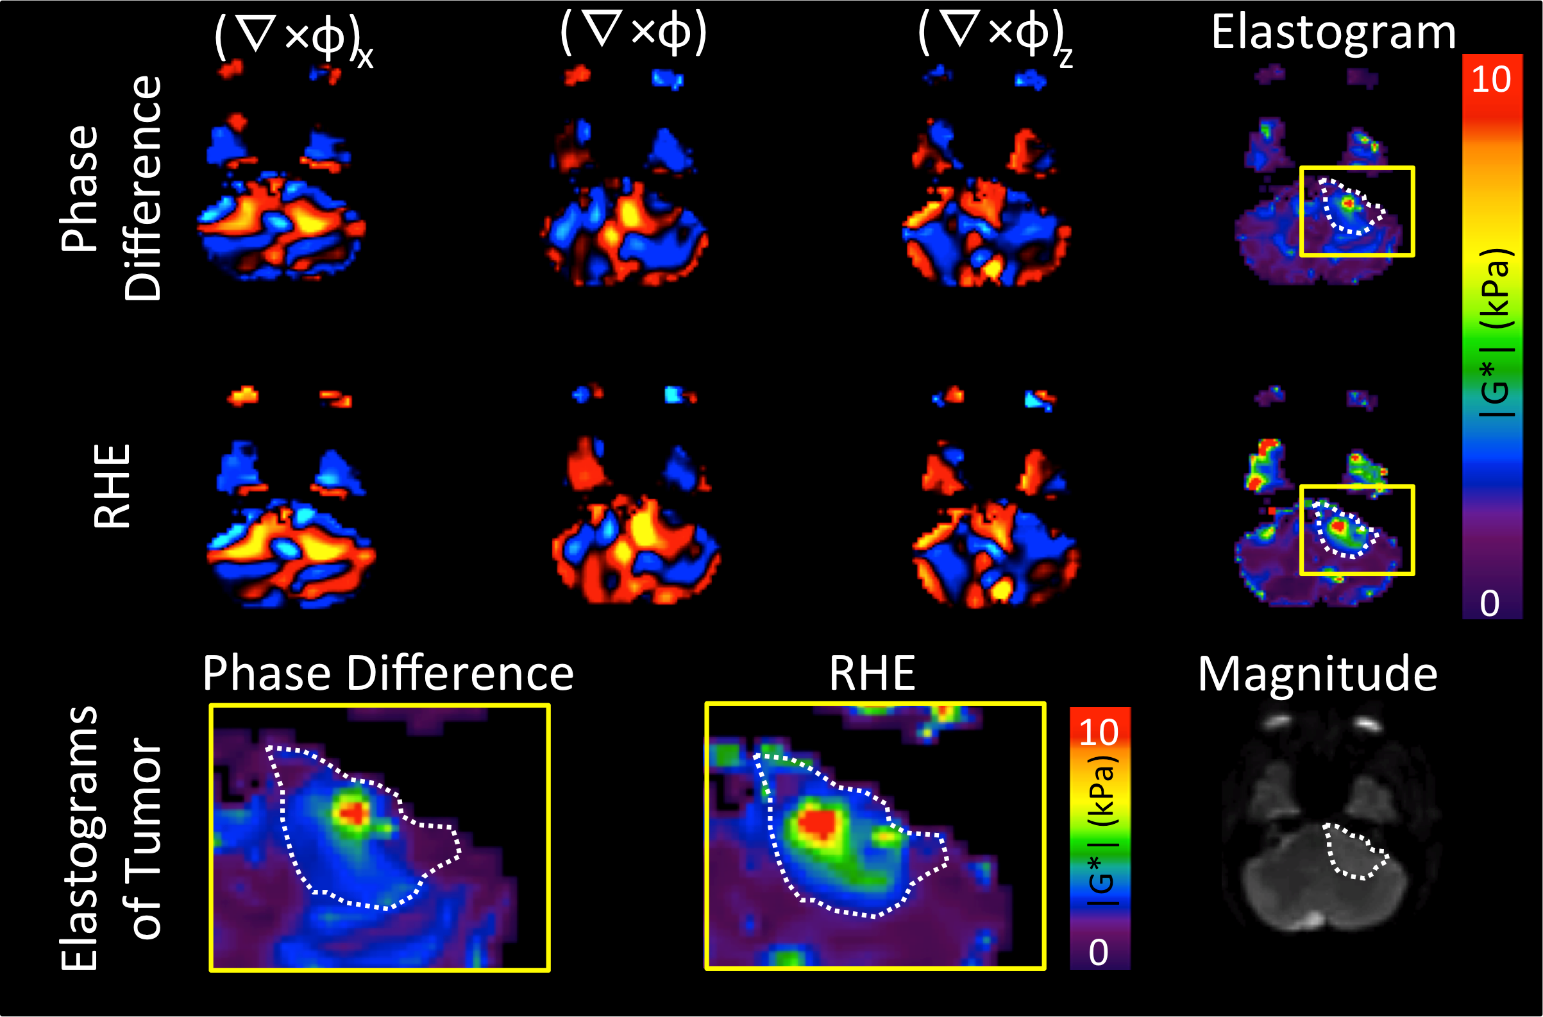 (∇×ϕ)x
(∇×ϕ)
(∇×ϕ)z
Elastogram
Phase
Difference
10
|G*| (kPa)
0
RHE
Phase Difference
RHE
Magnitude
Elastograms
of Tumor
10
|G*| (kPa)
0